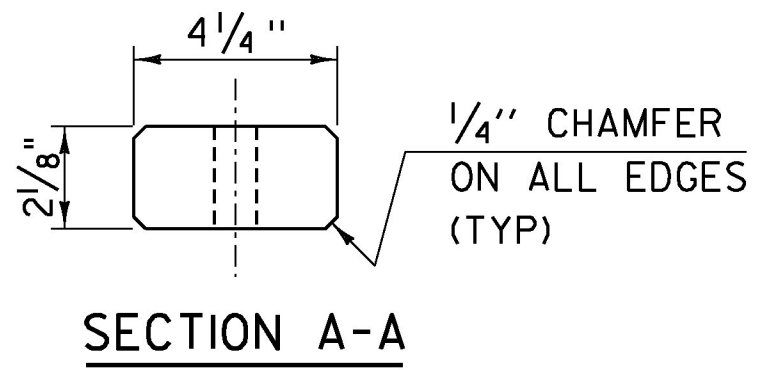 4 1/4 "
2 1/8"
1/4'' CHAMFER
ON ALL EDGES
(TYP)
SECTION A-A